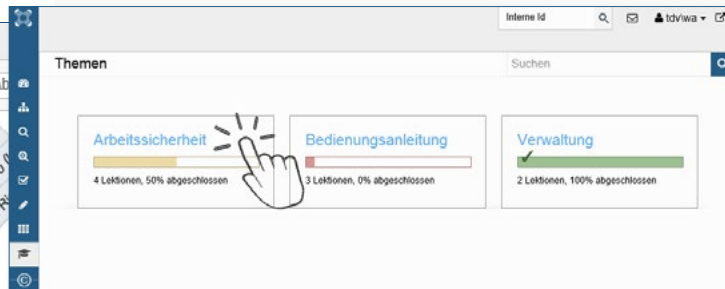 Interne Id
tdv\wa
Themen
Suchen
Arbeitssicherheit
4 Lektionen, 50% abgeschlossen
Bedienungsanleitung
3 Lektionen, 0% abgeschlossen
Verwaltung
2 Lektionen, 100% abgeschlossen